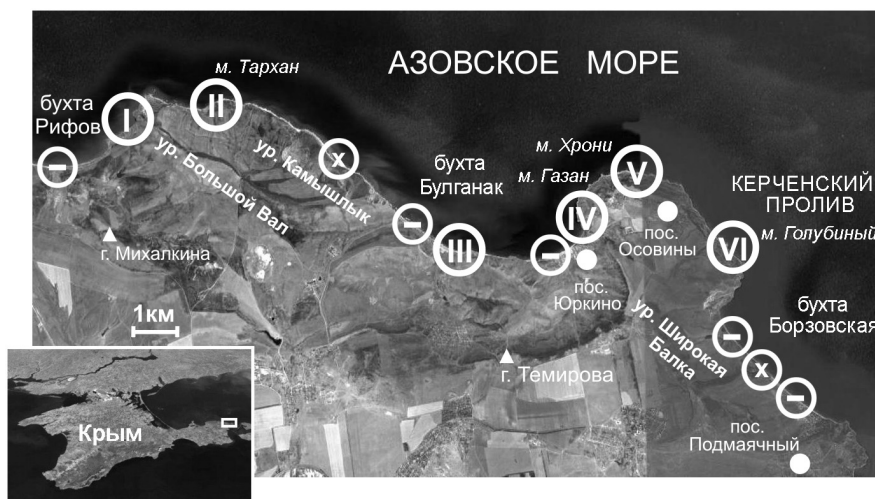 АЗОВСКОЕ МОРЕ
м. Тархан
бухта
Рифов
I
II
–
ур. Большой Вал
ур. Камышлык
x
г. Михалкина
1км
бухта
Булганак
–
III
м. Хрони
м. Газан
V
IV
–
пос.
Осовины
пос.
Юркино
КЕРЧЕНСКИЙ
ПРОЛИВ
м. Голубиный
VI
ур. Широкая
Балка
г. Темирова
бухта
Борзовская
–
x
–
пос.
Подмаячный
Крым